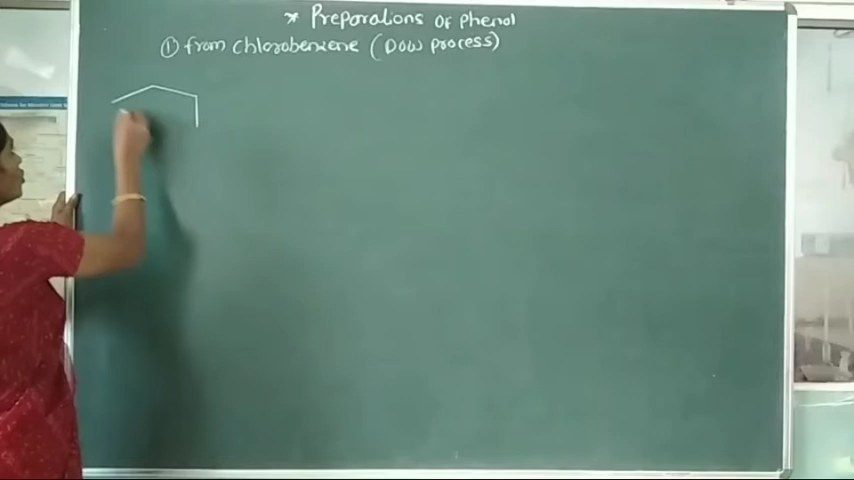 * Preparations of phenol
① from chlorobenzene (Dow process)